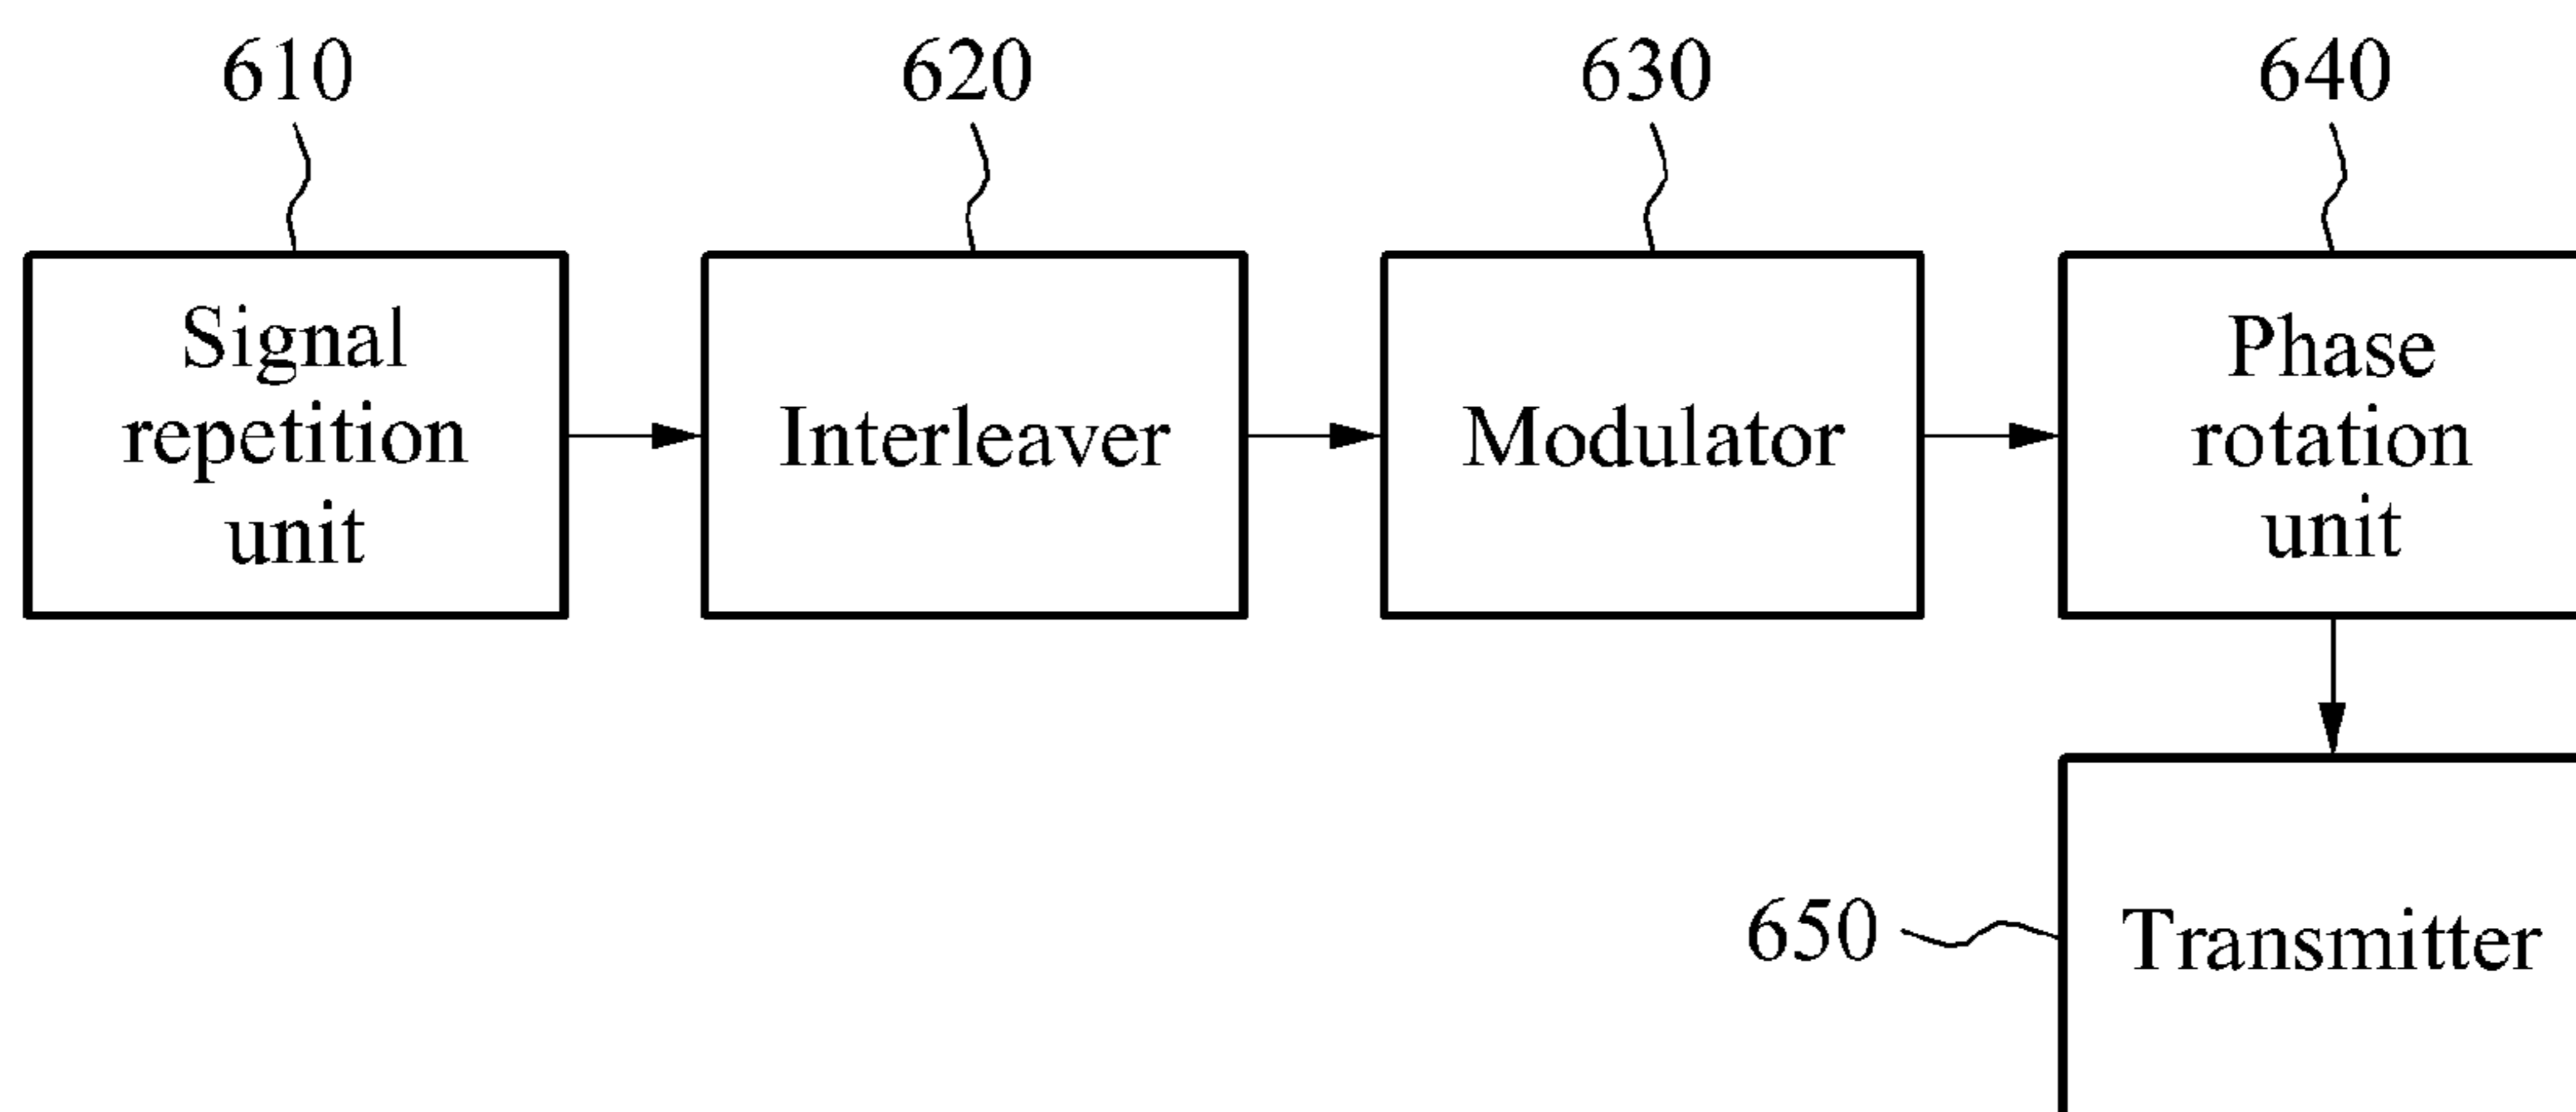 610
620
630
640
Signal
repetition
unit
Interleaver
Modulator
Phase
rotation
unit
650
Transmitter